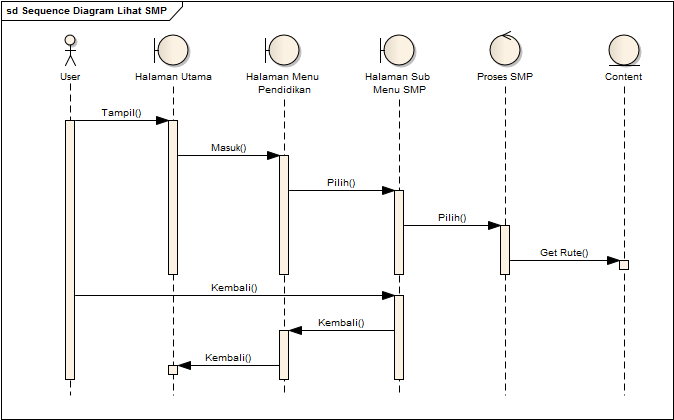 sd Sequence Diagram Lihat SMP
User
Halaman Utama
Halaman Menu
Pendidikan
Halaman Sub
Menu SMP
Proses SMP
Content
Tampil()
Masuk()
Pilih()
Pilih()
Get Rute()
Kembali()
Kembali()
Kembali()